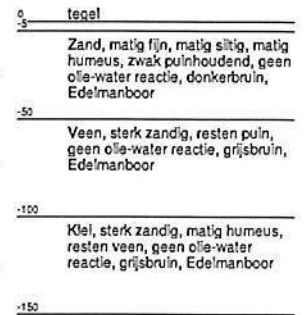 0 tegel
-5
Zand, matig fijn, matig siltig, matig
humeus, zwak puinhoudend, geen
olie-water reactie, donkerbruin,
Edelmanboor
-50
Veen, sterk zandig, resten puin,
geen olie-water reactie, grijsbruin,
Edelmanboor
-100
Klei, sterk zandig, matig humeus,
resten veen, geen olie-water
reactie, grijsbruin, Edelmanboor
-150